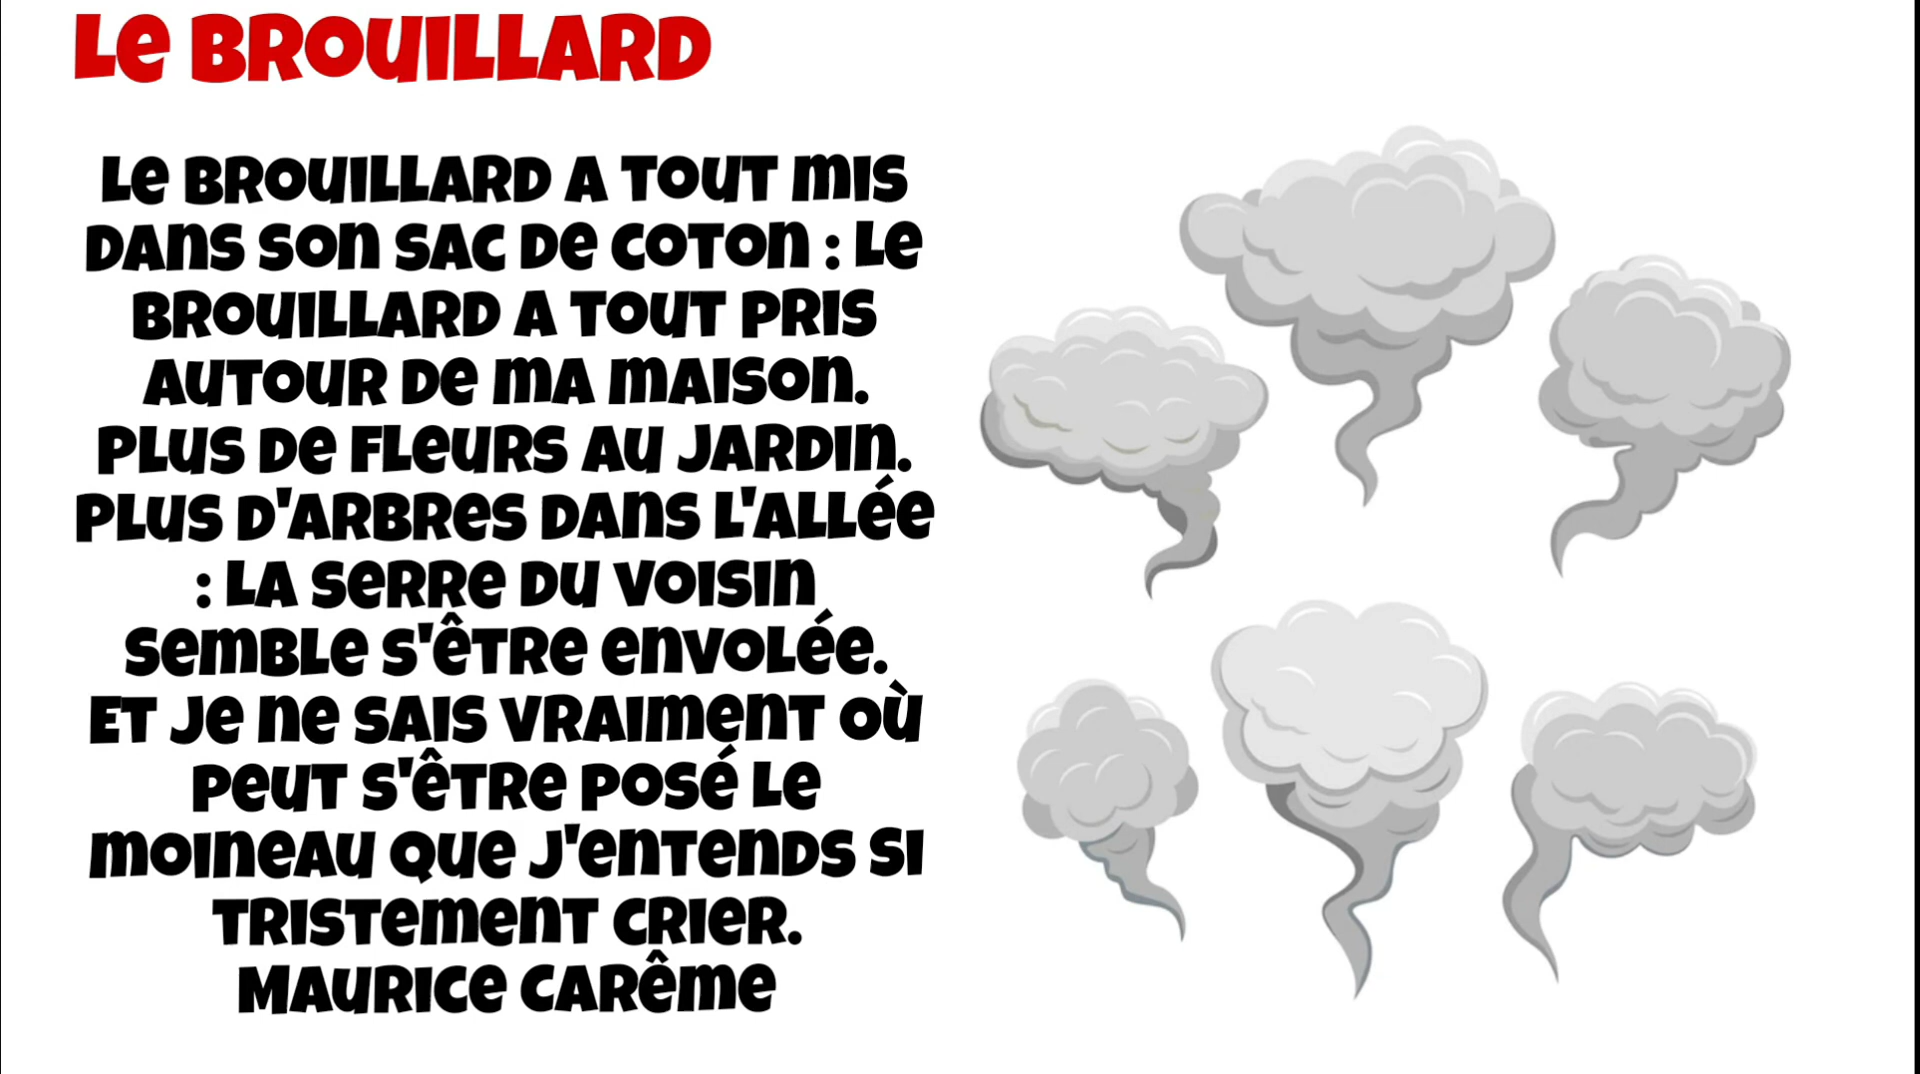 Le BROUILLARD
Le BROUILLARD A TOUT mIS
DAns son sAC De COTOn : Le
BROUILLARD A TOUT PRIS
AUTOUR De mA mAIson.
PLUS De FLeURS AU JARDIn.
PLUS D'ARBRes DAns L'ALLée
: LA seRRe DU VOISIn
semBLe s'êTRe enVOLée.
ET Je ne sAIS VRAImenT Où
PeUT s'êTRe POsé Le
mOIneAU QUe J'enTenDs SI
TRISTemenT CRIeR.
MAURICe CARême